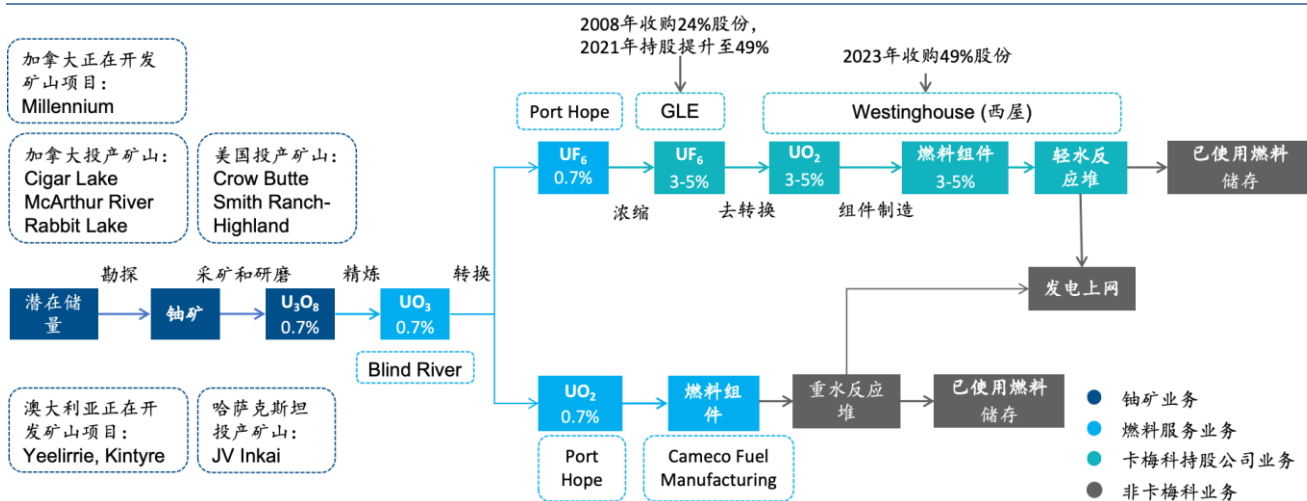 2008年收购24%股份，
2021年持股提升至49%
2023年收购49%股份
加拿大正在开发
矿山项目：
Millennium
Port Hope
GLE
Westinghouse (西屋)
加拿大投产矿山：
Cigar Lake
McArthur River
Rabbit Lake
美国投产矿山：
Crow Butte
Smith Ranch-
Highland
UF₆
0.7%
UF₆
3-5%
UO₂
3-5%
燃料组件
3-5%
轻水反
应堆
已使用燃料
储存
浓缩
去转换
组件制造
勘探
采矿和研磨
精炼
转换
潜在储
量
铀矿
U₃O₈
0.7%
UO₃
0.7%
发电上网
Blind River
UO₂
0.7%
燃料组
件
重水反应
堆
已使用燃料
储存
澳大利亚正在开
发矿山项目：
Yeelirrie, Kintyre
哈萨克斯坦
投产矿山：
JV Inkai
Port
Hope
Cameco Fuel
Manufacturing
铀矿业务
燃料服务业务
卡梅科持股公司业务
非卡梅科业务